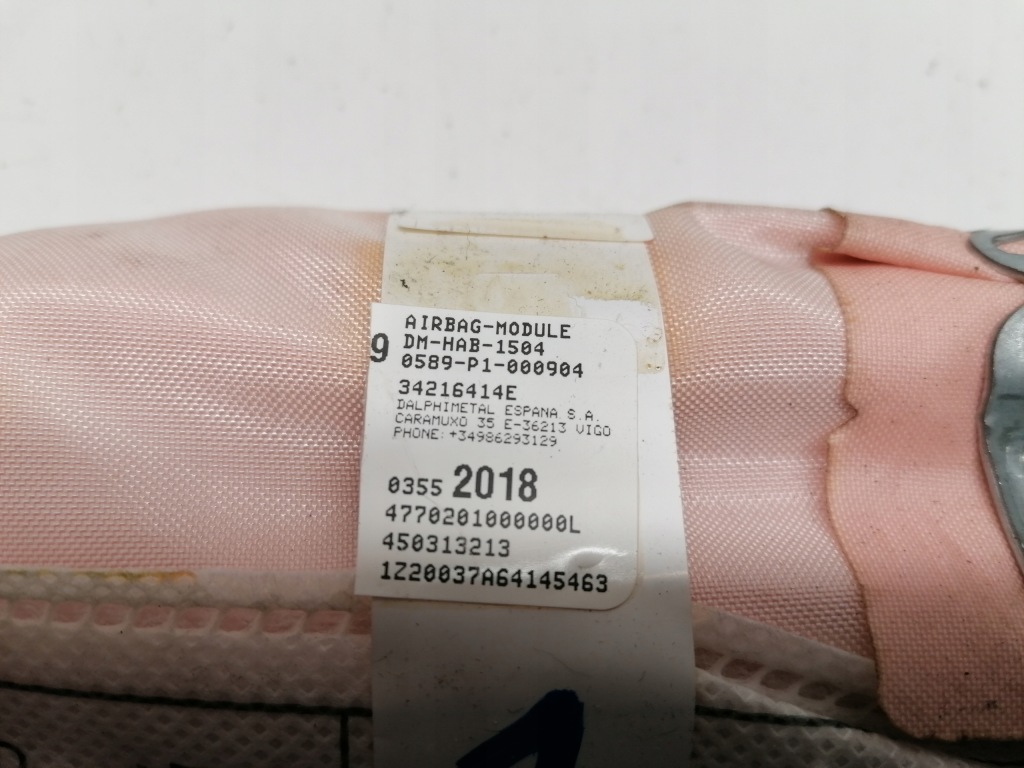 AIRBAG-MODULE
9 DM-HAB-1504
0589-P1-000904
34216414E
DALPHIMETAL ESPANA S.A.
CARAMUXO 35 E-36213 VIGO
PHONE: +34986293129
0355 2018
4770201000000L
450313213
1Z20037A64145463